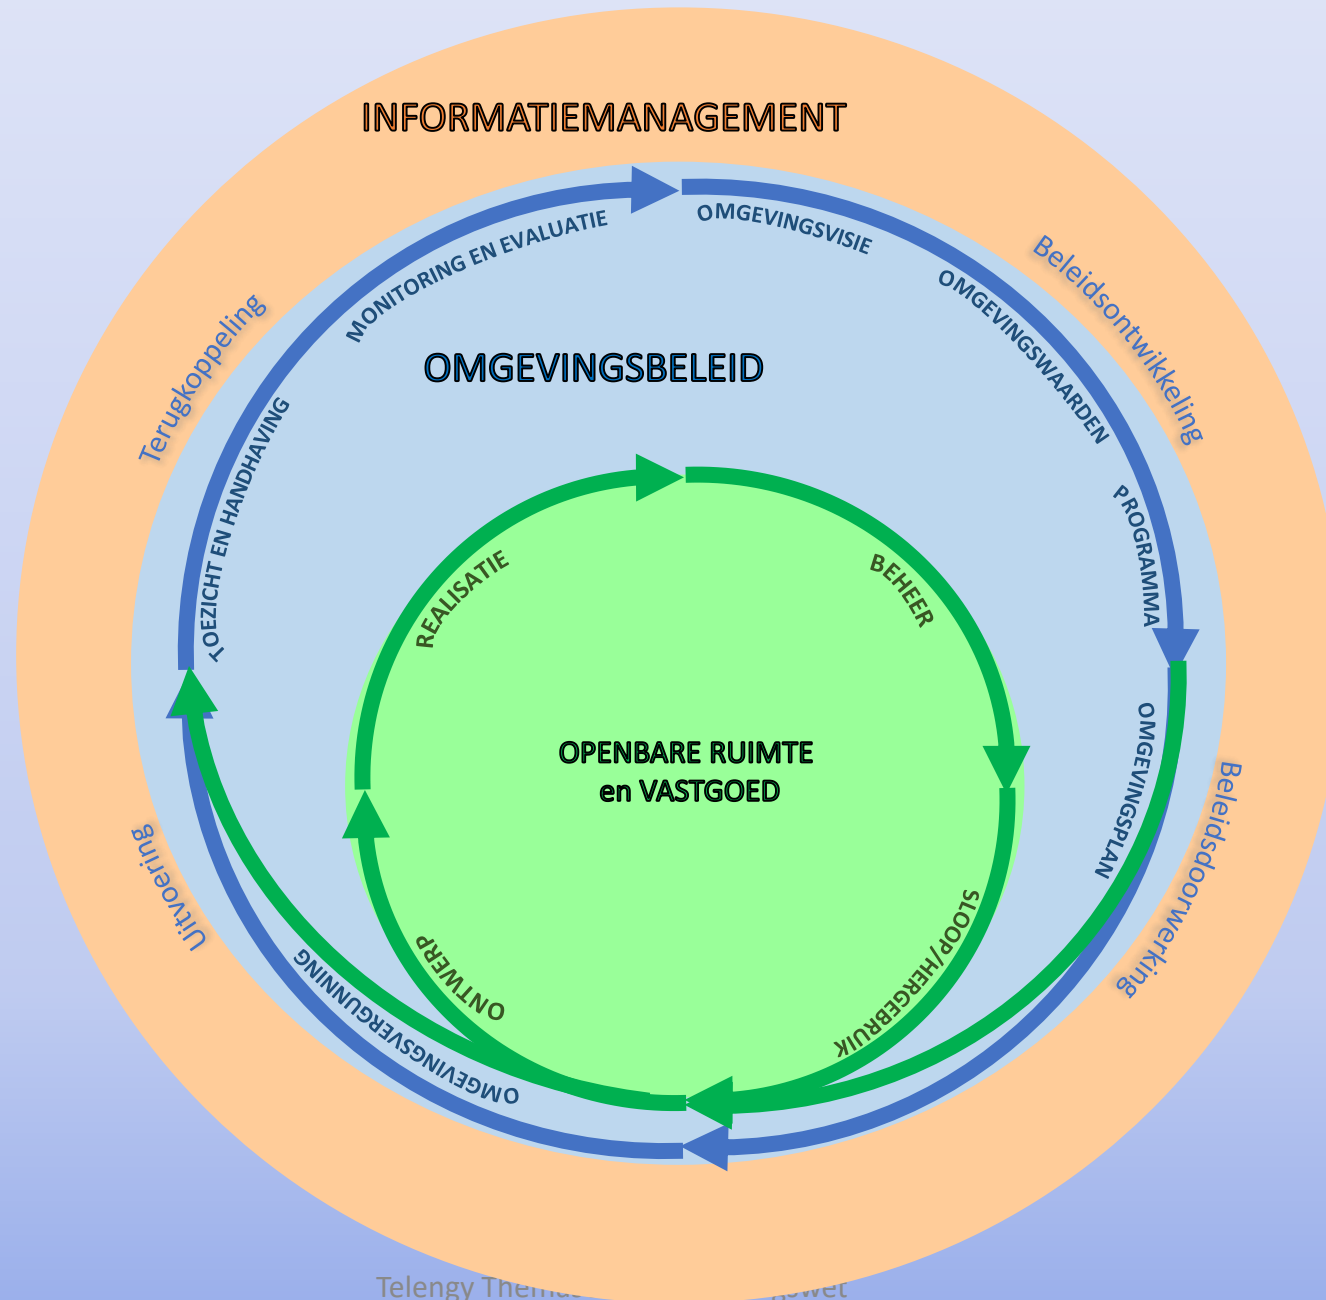 INFORMATIEMANAGEMENT
OMGEVINGSVISIE
MONITORING EN EVALUATIE
Beleidsontwikkeling
OMGEVINGSWAARDEN
Terugkoppeling
OMGEVINGSBELEID
TOEZICHT EN HANDHAVING
PROGRAMMA
REALISATIE
BEHEER
OMGEVINGSPLAN
OPENBARE RUIMTE
en VASTGOED
Beleidsdoorwerking
Uitvoering
SLOOP/HERGEBRUIK
ONTWERP
OMGEVINGSVERGUNNING
Telengy